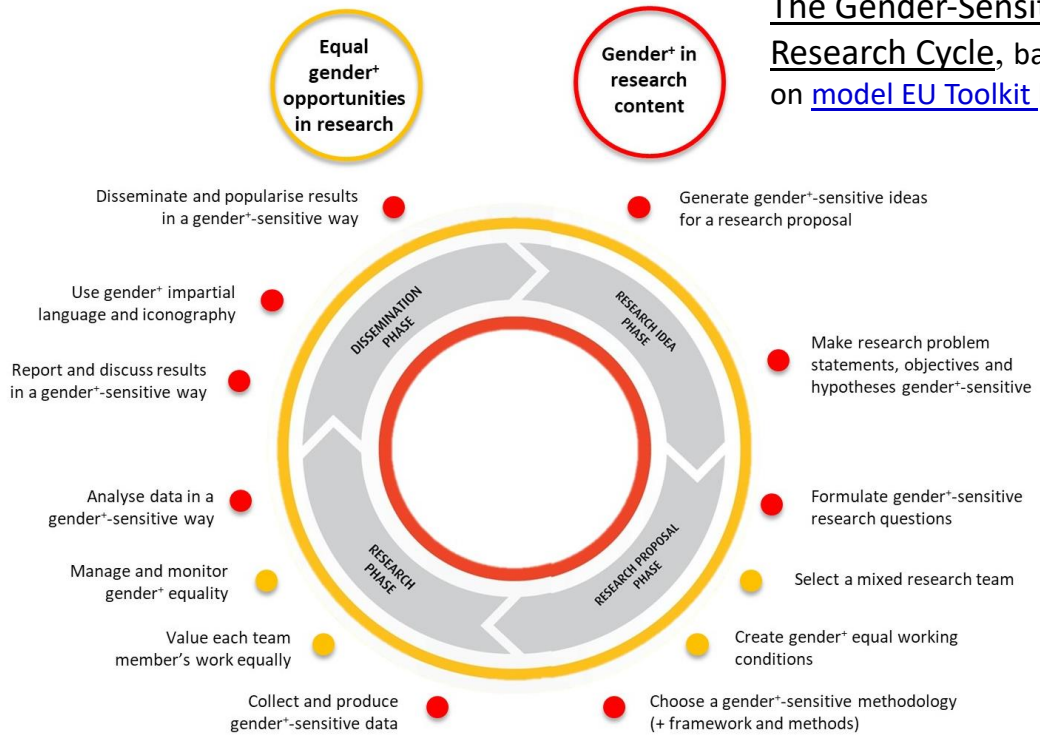 The Gender-Sensit
Research Cycle, ba
on model EU Toolkit
Equal
gender⁺
opportunities
in research
Gender⁺ in
research
content
Generate gender⁺-sensitive ideas
for a research proposal
Make research problem
statements, objectives and
hypotheses gender⁺-sensitive
Formulate gender⁺-sensitive
research questions
Select a mixed research team
Create gender⁺ equal working
conditions
Choose a gender⁺-sensitive methodology
(+ framework and methods)
Collect and produce
gender⁺-sensitive data
Value each team
member's work equally
Manage and monitor
gender⁺ equality
Analyse data in a
gender⁺-sensitive way
Report and discuss results
in a gender⁺-sensitive way
Use gender⁺ impartial
language and iconography
Disseminate and popularise results
in a gender⁺-sensitive way
RESEARCH IDEA
PHASE
RESEARCH PROPOSAL
PHASE
RESEARCH
PHASE
DISSEMINATION
PHASE